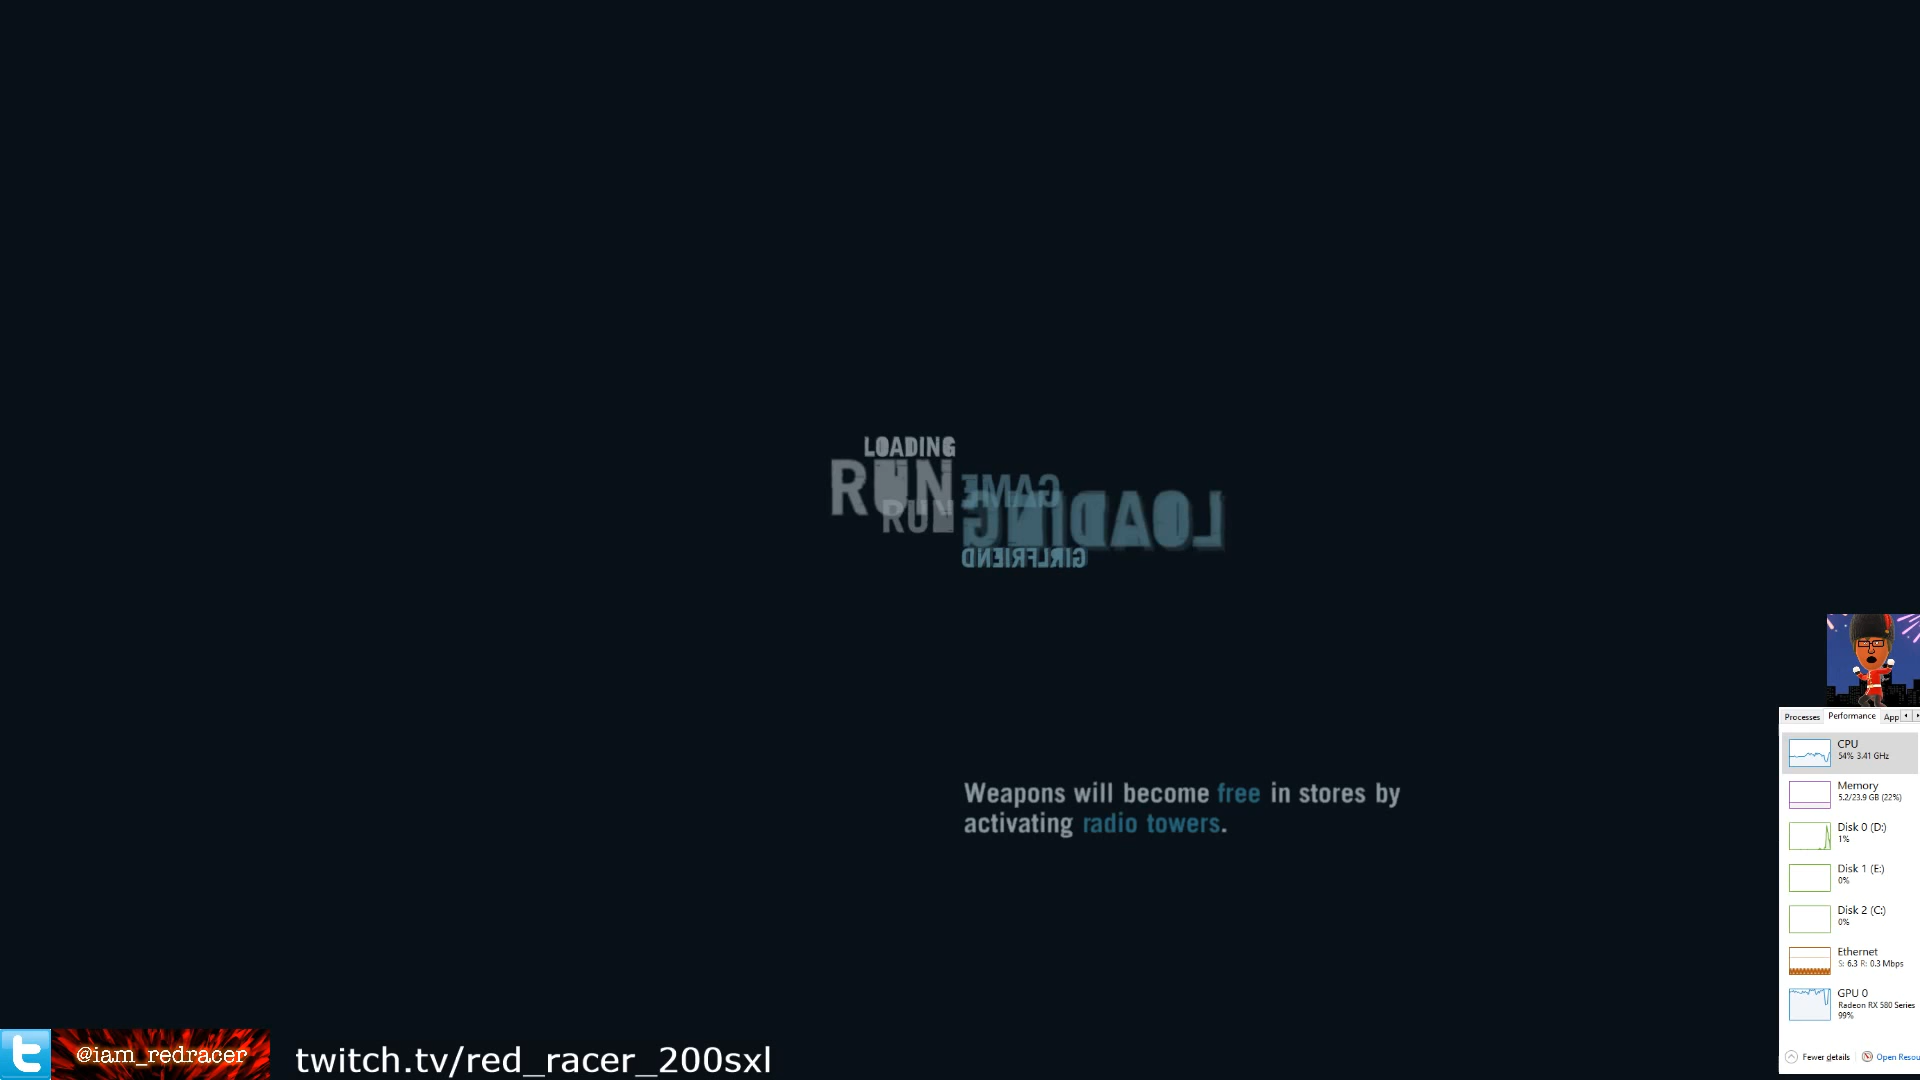 LOADING
RUN
RUN
GAME
LOADING
GIRLFRIEND
Weapons will become free in stores by
activating radio towers.
Processes Performance App
CPU
54% 3.41 GHz
Memory
5.2/23.9 GB (22%)
Disk 0 (D:)
1%
Disk 1 (E:)
0%
Disk 2 (C:)
0%
Ethernet
S: 6.3 R: 0.3 Mbps
GPU 0
Radeon RX 580 Series
99%
Fewer details Open Resou
@iam_redracer twitch.tv/red_racer_200sxl